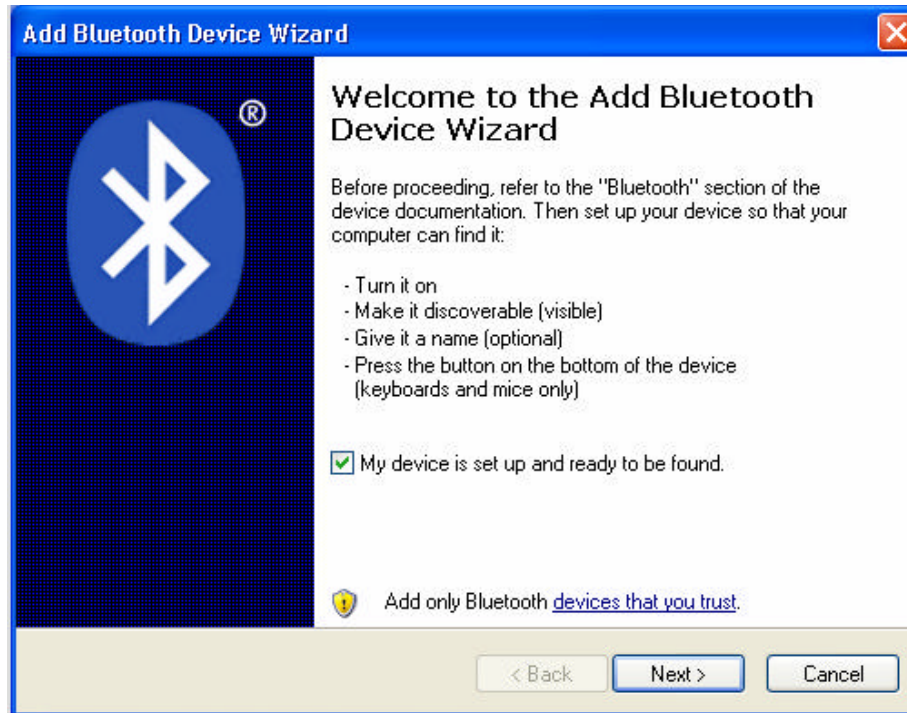 Add Bluetooth Device Wizard
®
Welcome to the Add Bluetooth
Device Wizard
Before proceeding, refer to the "Bluetooth" section of the
device documentation. Then set up your device so that your
computer can find it:
- Turn it on
- Make it discoverable (visible)
- Give it a name (optional)
- Press the button on the bottom of the device
(keyboards and mice only)
My device is set up and ready to be found.
Add only Bluetooth devices that you trust.
< Back Next > Cancel